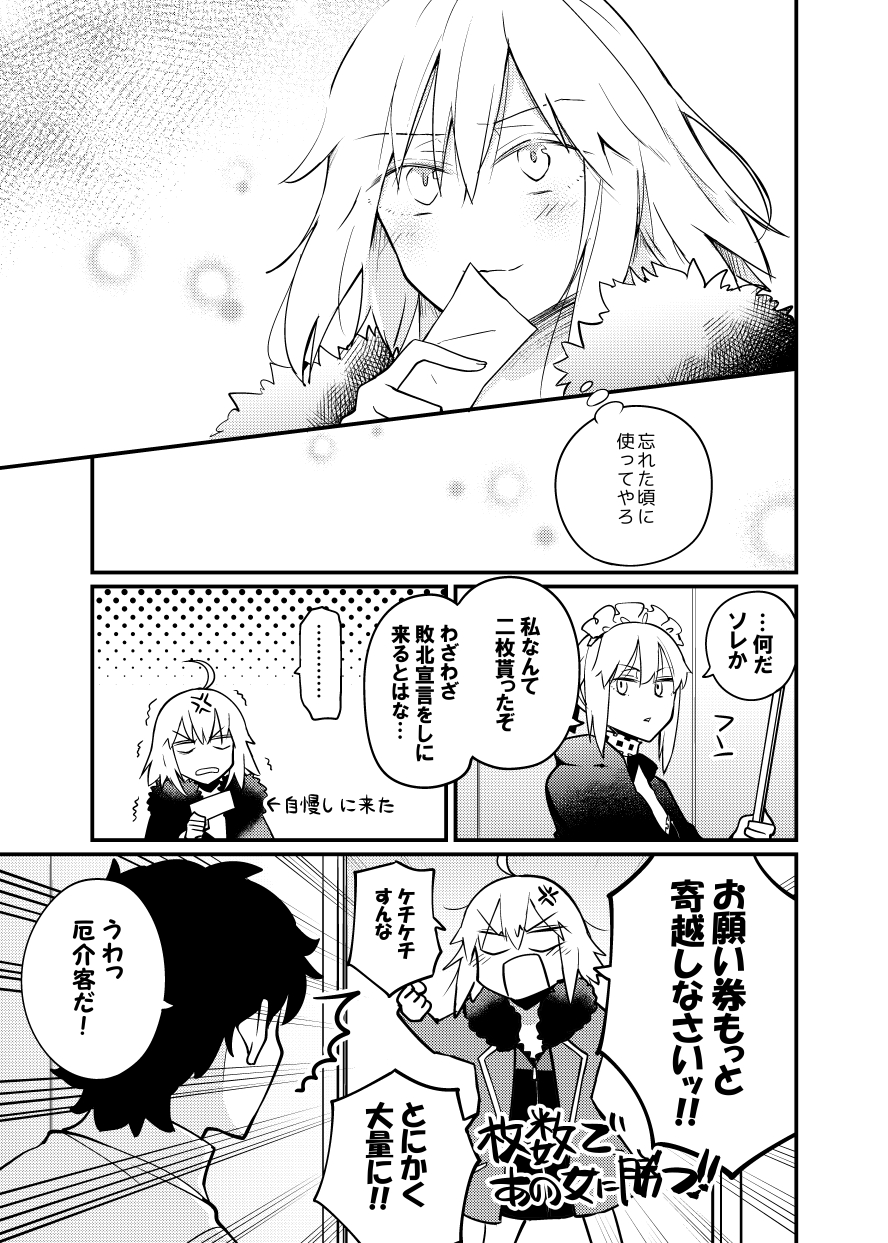 忘れた頃に
使ってやろ
…何だ
ソレか
フーン
私なんて
二枚貰ったぞ
わざわざ
敗北宣言をしに
来るとはな…
…………
←自慢しに来た
お願い券もっと
寄越しなさいッ!!
ケチケチ
すんな
とにかく
大量に!!
枚数で
あの女に勝つ!!
うわっ
厄介客だ!